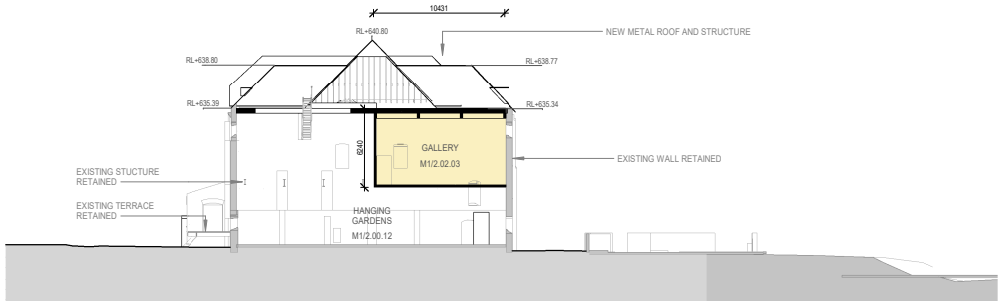 10431
RL+640.80
NEW METAL ROOF AND STRUCTURE
RL+638.80
RL+638.77
RL+635.39
RL+635.34
6240
GALLERY
M1/2.02.03
EXISTING WALL RETAINED
EXISTING STUCTURE
RETAINED
EXISTING TERRACE
RETAINED
HANGING
GARDENS
M1/2.00.12